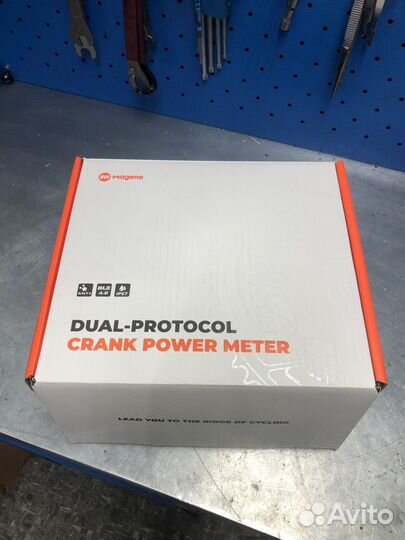 magene
ANT+
BLE
4.0
IP67
DUAL-PROTOCOL
CRANK POWER METER
LEAD YOU TO THE RIDGE OF CYCLING
Avito